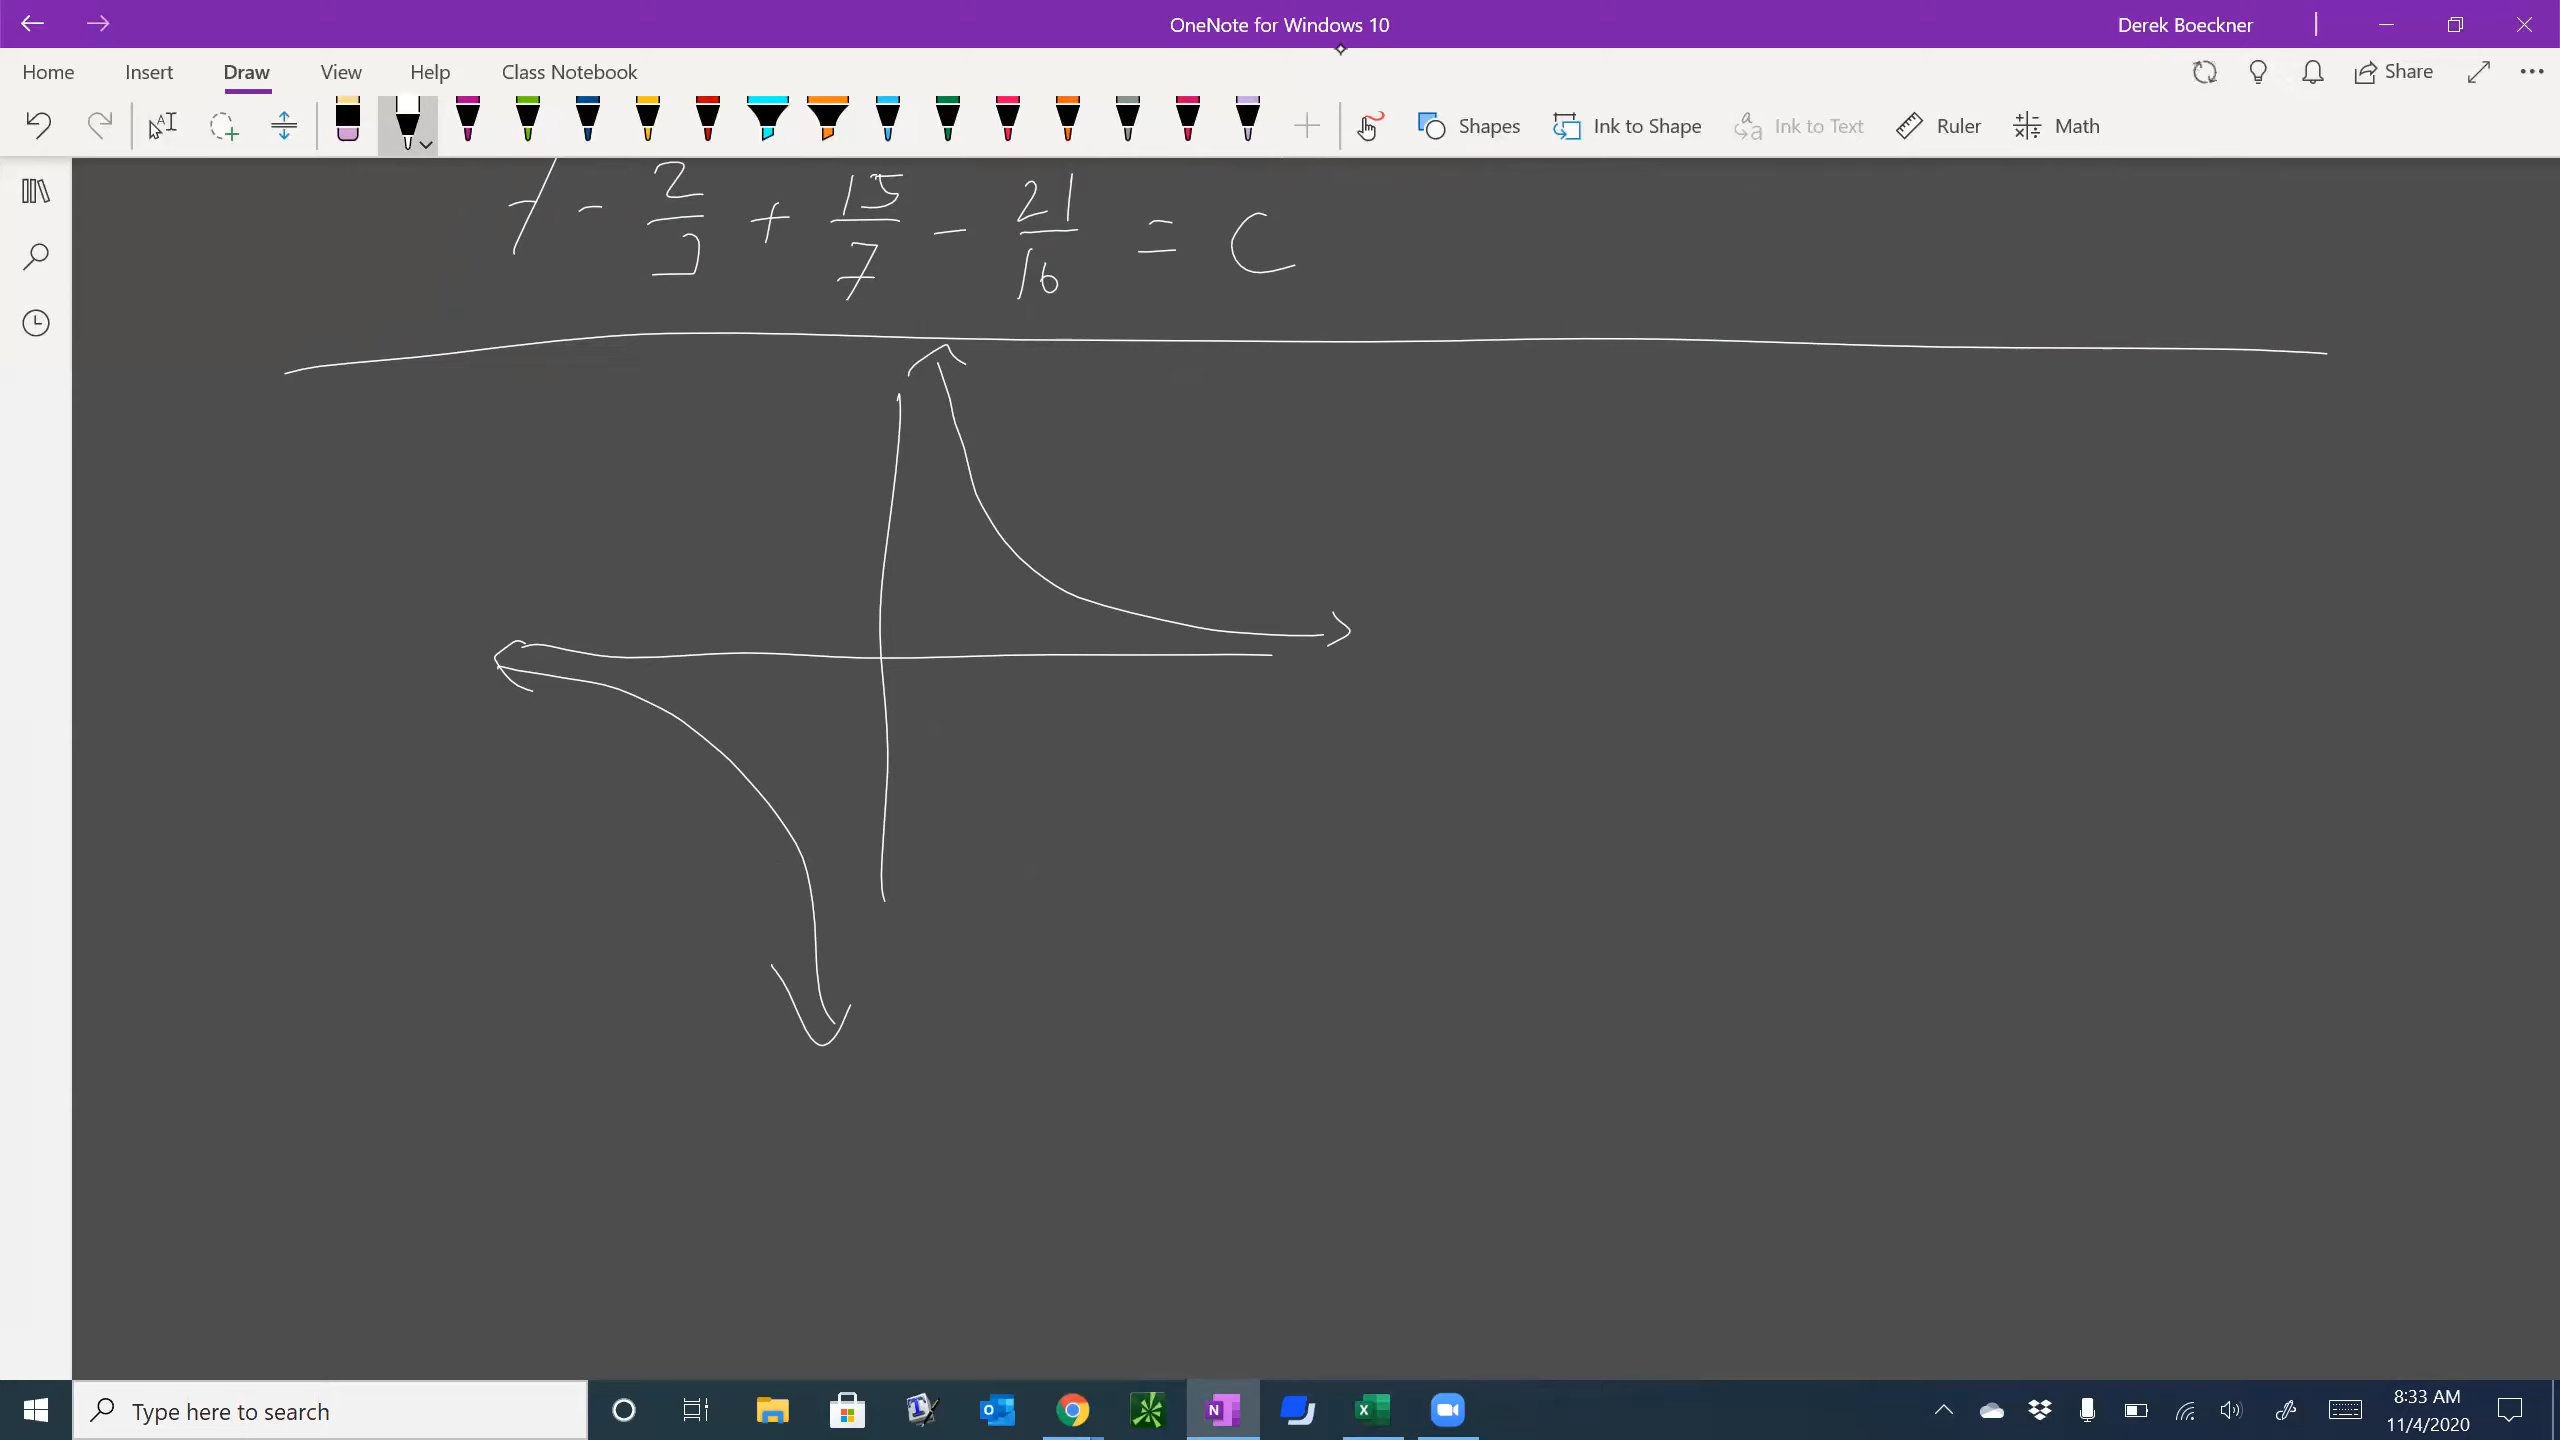 OneNote for Windows 10
Derek Boeckner
Home Insert Draw View Help Class Notebook Share
Shapes Ink to Shape Ink to Text Ruler Math
7 - 2/3 + 15/7 - 21/16 = C
Type here to search
8:33 AM
11/4/2020